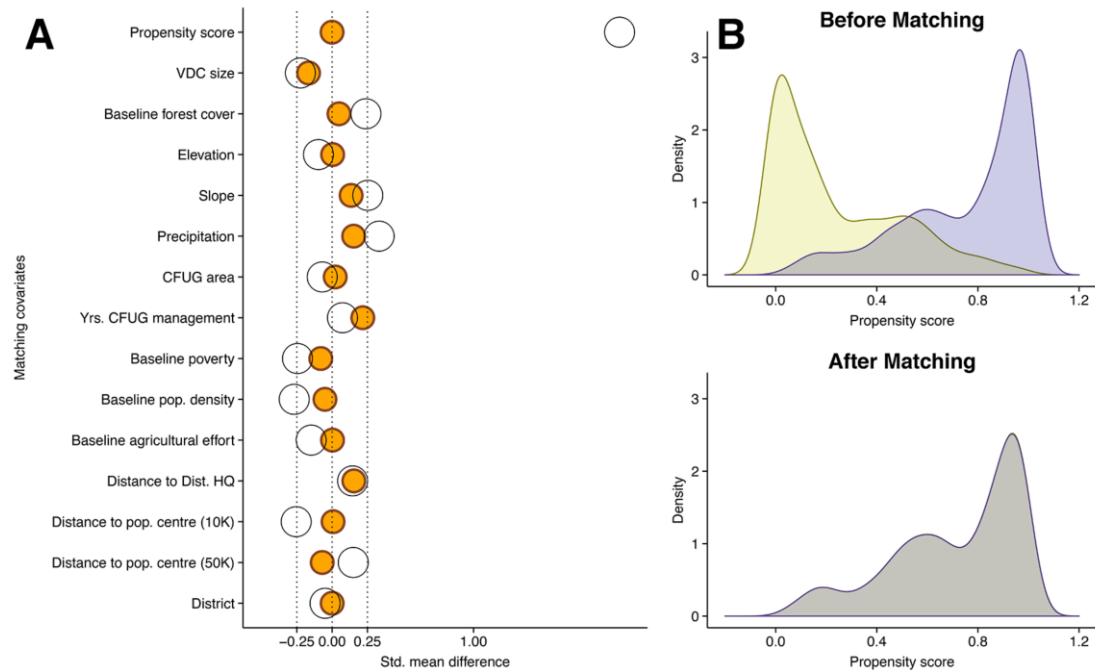 A
Matching covariates
Propensity score
VDC size
Baseline forest cover
Elevation
Slope
Precipitation
CFUG area
Yrs. CFUG management
Baseline poverty
Baseline pop. density
Baseline agricultural effort
Distance to Dist. HQ
Distance to pop. centre (10K)
Distance to pop. centre (50K)
District
−0.25 0.00 0.25 1.00
Std. mean difference
B
Before Matching
Density
3
2
1
0
0.0 0.4 0.8 1.2
Propensity score
After Matching
Density
3
2
1
0
0.0 0.4 0.8 1.2
Propensity score